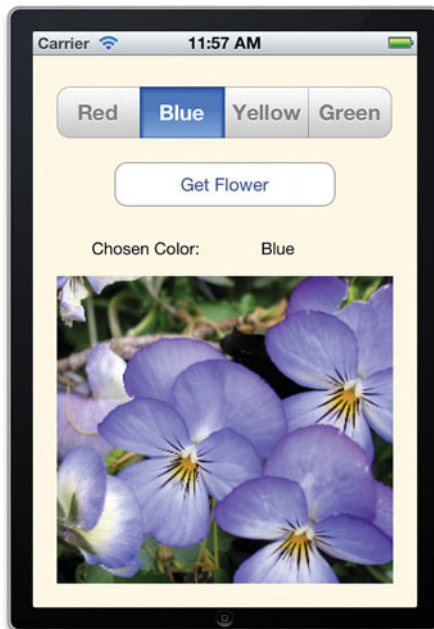 Carrier 11:57 AM
Red Blue Yellow Green
Get Flower
Chosen Color: Blue